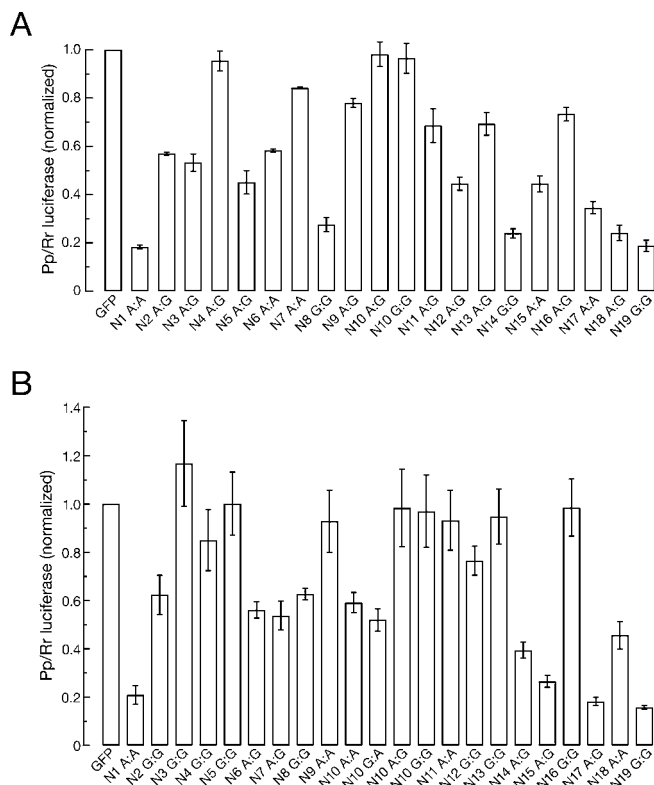 A
Pp/Rr luciferase (normalized)
1.0
0.8
0.6
0.4
0.2
0
GFP
N1 A:A
N2 A:G
N3 A:G
N4 A:G
N5 A:G
N6 A:A
N7 A:A
N8 G:G
N9 A:G
N10 A:G
N10 G:G
N11 A:G
N12 A:G
N13 A:G
N14 G:G
N15 A:A
N16 A:G
N17 A:A
N18 A:G
N19 G:G
B
Pp/Rr luciferase (normalized)
1.4
1.2
1.0
0.8
0.6
0.4
0.2
0
GFP
N1 A:A
N2 G:G
N3 G:G
N4 G:G
N5 G:G
N6 A:G
N7 A:G
N8 G:G
N9 A:A
N10 A:A
N10 G:A
N10 A:G
N10 G:G
N11 A:A
N12 G:G
N13 G:G
N14 A:G
N15 A:G
N16 G:G
N17 A:G
N18 A:A
N19 G:G